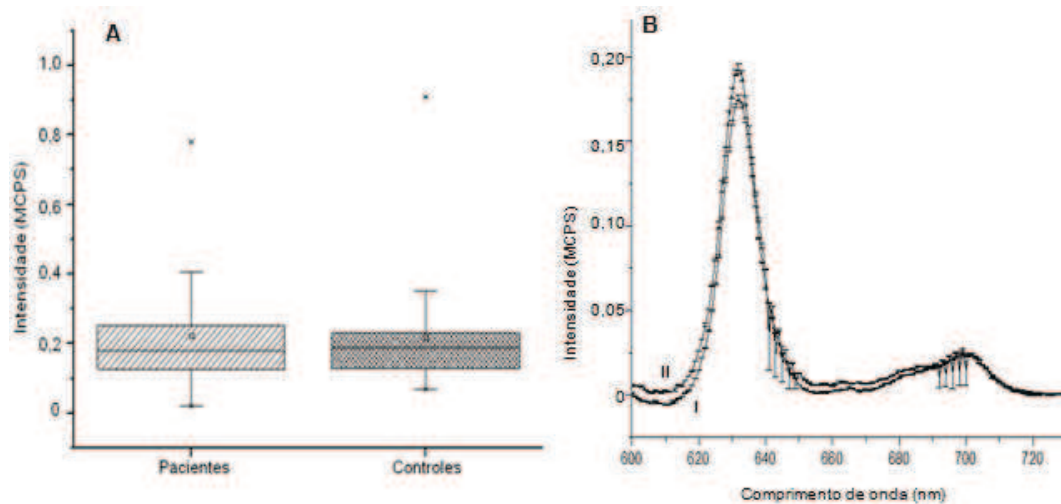 A
Intensidade (MCPS)
1.0
0.8
0.6
0.4
0.2
0
Pacientes
Controles
B
Intensidade (MCPS)
0,20
0,15
0,10
0,05
0
II
I
600
620
640
660
680
700
720
Comprimento de onda (nm)